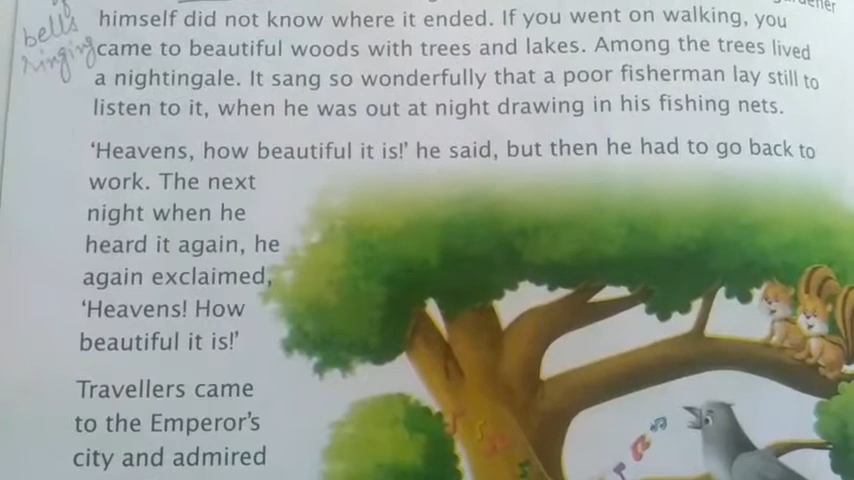 bells
ringing
himself did not know where it ended. If you went on walking, you
came to beautiful woods with trees and lakes. Among the trees lived
a nightingale. It sang so wonderfully that a poor fisherman lay still to
listen to it, when he was out at night drawing in his fishing nets.
‘Heavens, how beautiful it is!’ he said, but then he had to go back to
work. The next
night when he
heard it again, he
again exclaimed,
‘Heavens! How
beautiful it is!’
Travellers came
to the Emperor’s
city and admired